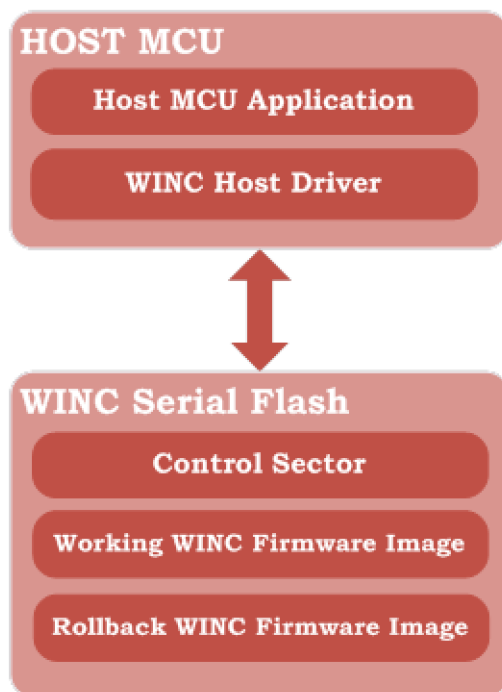 HOST MCU
Host MCU Application
WINC Host Driver
WINC Serial Flash
Control Sector
Working WINC Firmware Image
Rollback WINC Firmware Image